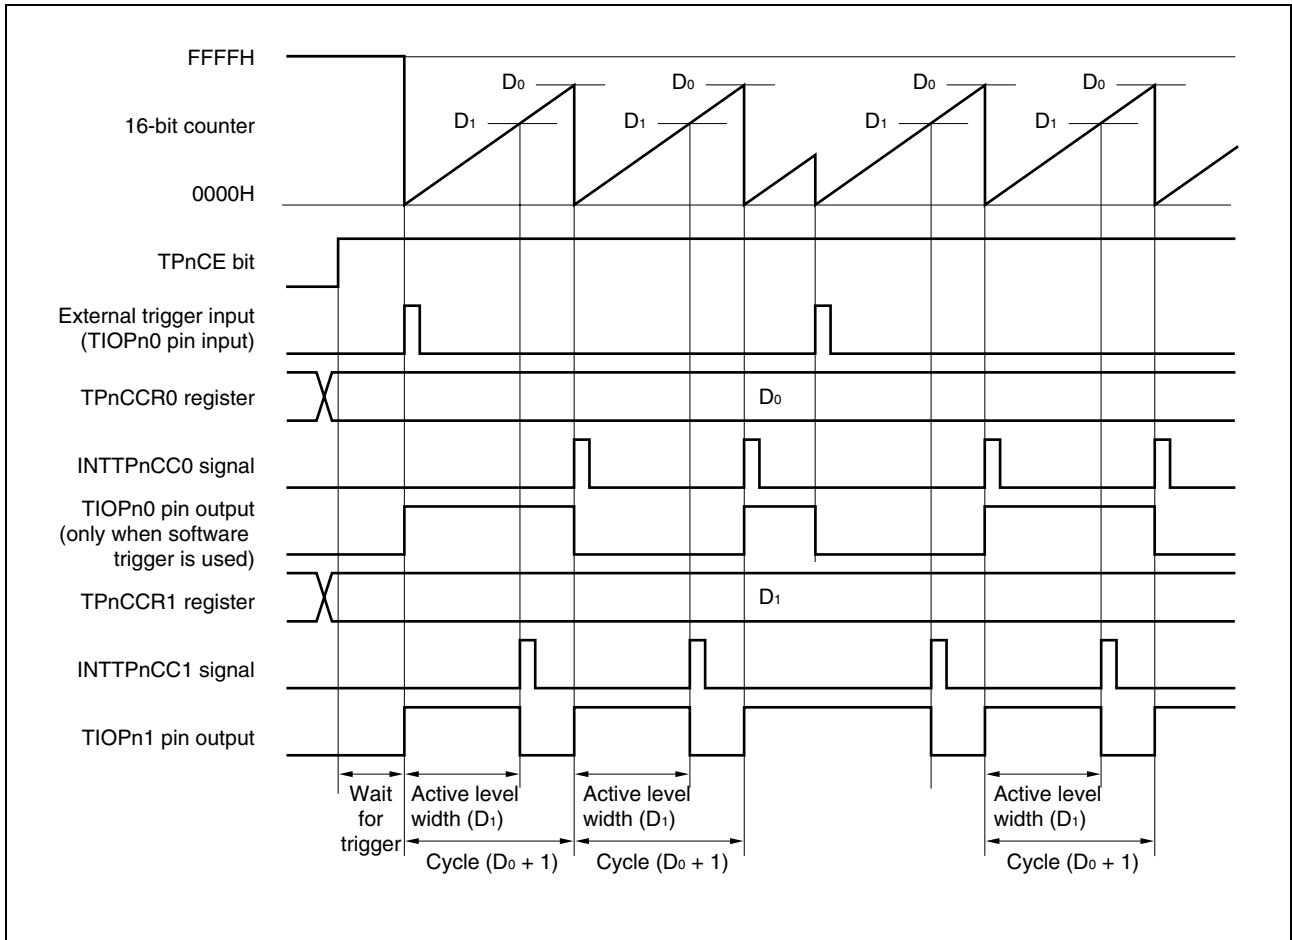 FFFFH
D0
D0
D0
D0
16-bit counter
D1
D1
D1
D1
0000H
TPnCE bit
External trigger input
(TIOPn0 pin input)
TPnCCR0 register
D0
INTTPnCC0 signal
TIOPn0 pin output
(only when software
trigger is used)
TPnCCR1 register
D1
INTTPnCC1 signal
TIOPn1 pin output
Wait
for
trigger
Active level
width (D1)
Active level
width (D1)
Active level
width (D1)
Cycle (D0 + 1)
Cycle (D0 + 1)
Cycle (D0 + 1)